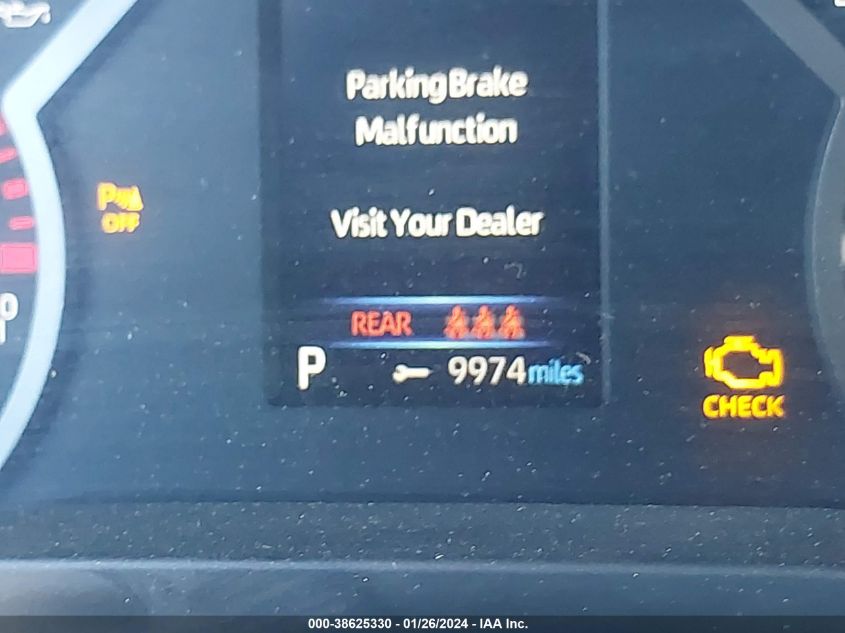 Parking Brake
Malfunction
P OFF
Visit Your Dealer
REAR
P 9974 miles
CHECK
000-38625330 - 01/26/2024 - IAA Inc.